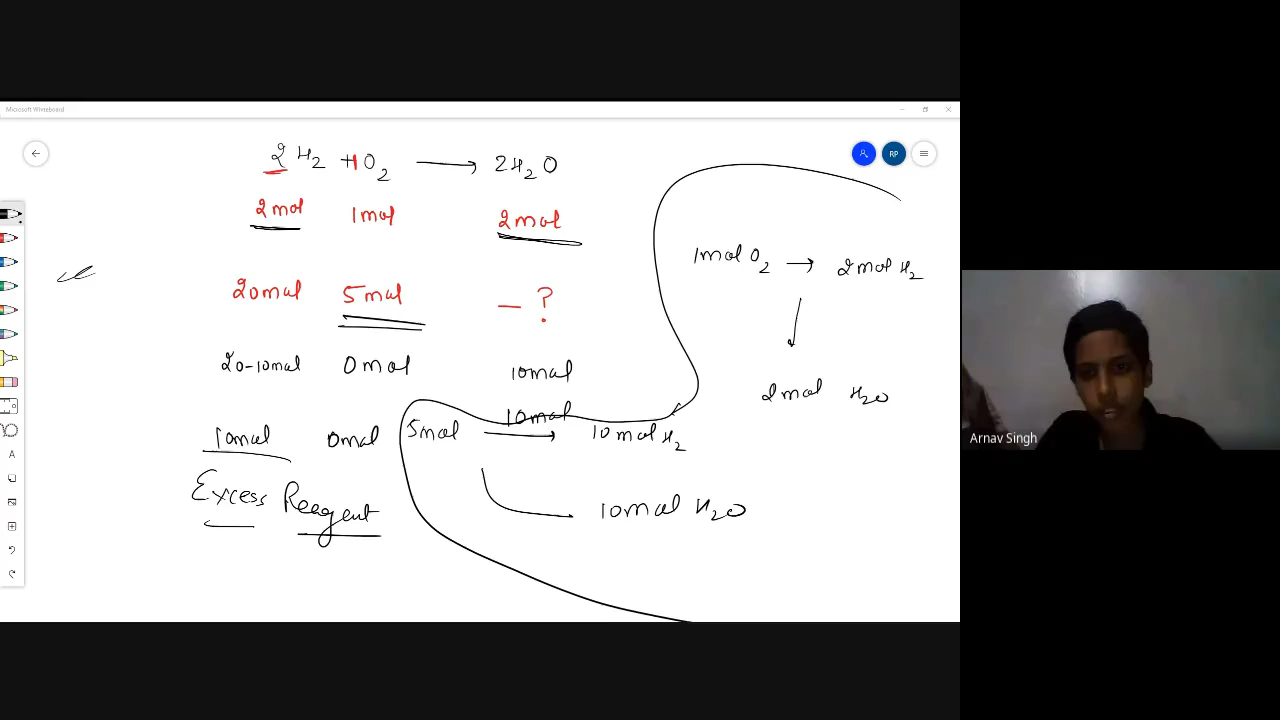 Microsoft Whiteboard
RP
2H₂ + 1O₂ ⟶ 2H₂O
2mol 1mol 2mol
1mol O₂ → 2mol H₂
20mol 5mol — ?
20-10mol 0mol 10mol
2mol H₂O
10mol
10mol 0mol 5mol → 10mol H₂
Arnav Singh
Excess Reagent
10mol H₂O
A